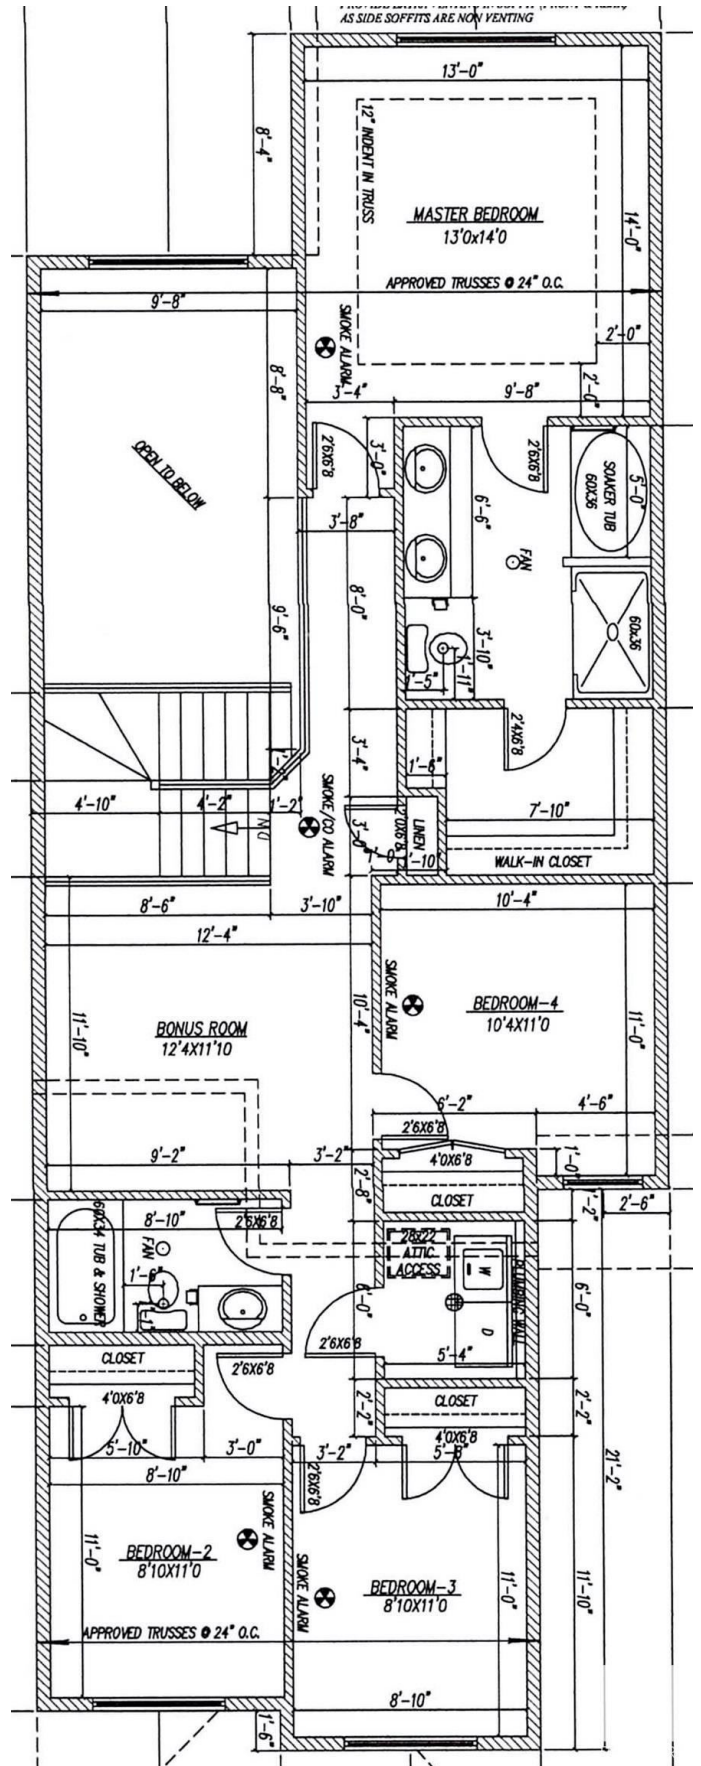 AS SIDE SOFFITS ARE NON VENTING
13'-0"
8'-4"
12" INDENT IN TRUSS
MASTER BEDROOM
13'0x14'0
14'-0"
APPROVED TRUSSES @ 24" O.C.
9'-8"
SMOKE ALARM
2'-0"
8'-8"
2'-0"
3'-4"
9'-8"
OPEN TO BELOW
2'6X6'8
3'-0"
2'6X6'8
SOAKER TUB
60X36
5'-0"
6'-6"
3'-8"
FAN
8'-0"
9'-6"
60x36
3'-10"
1'-11"
1'-5"
3'-4"
2'4X6'8
1'-6"
SMOKE/CO ALARM
4'-10"
4'-2"
1'-2"
DN
3'-0"
2'0X6'8
LINEN
7'-10"
1'-0"
WALK-IN CLOSET
8'-6"
3'-10"
10'-4"
12'-4"
SMOKE ALARM
BEDROOM-4
10'4X11'0
11'-0"
11'-10"
BONUS ROOM
12'4X11'10
10'-4"
6'-2"
4'-6"
2'6X6'8
4'0X6'8
1'-0"
9'-2"
3'-2"
2'-8"
CLOSET
1'-2"
2'-6"
60X34 TUB & SHOWER
8'-10"
2'6X6'8
FAN
28x22
ATTIC
ACCESS
W
PLUMBING WALL
1'-6"
1'-1"
6'-0"
6'-0"
D
2'6X6'8
5'-4"
CLOSET
2'6X6'8
4'0X6'8
2'-2"
CLOSET
2'-2"
4'0X6'8
5'-10"
3'-0"
3'-2"
5'-8"
21'-2"
8'-10"
2'6X6'8
SMOKE ALARM
11'-0"
BEDROOM-2
8'10X11'0
SMOKE ALARM
BEDROOM-3
8'10X11'0
11'-0"
11'-10"
APPROVED TRUSSES @ 24" O.C.
8'-10"
1'-6"